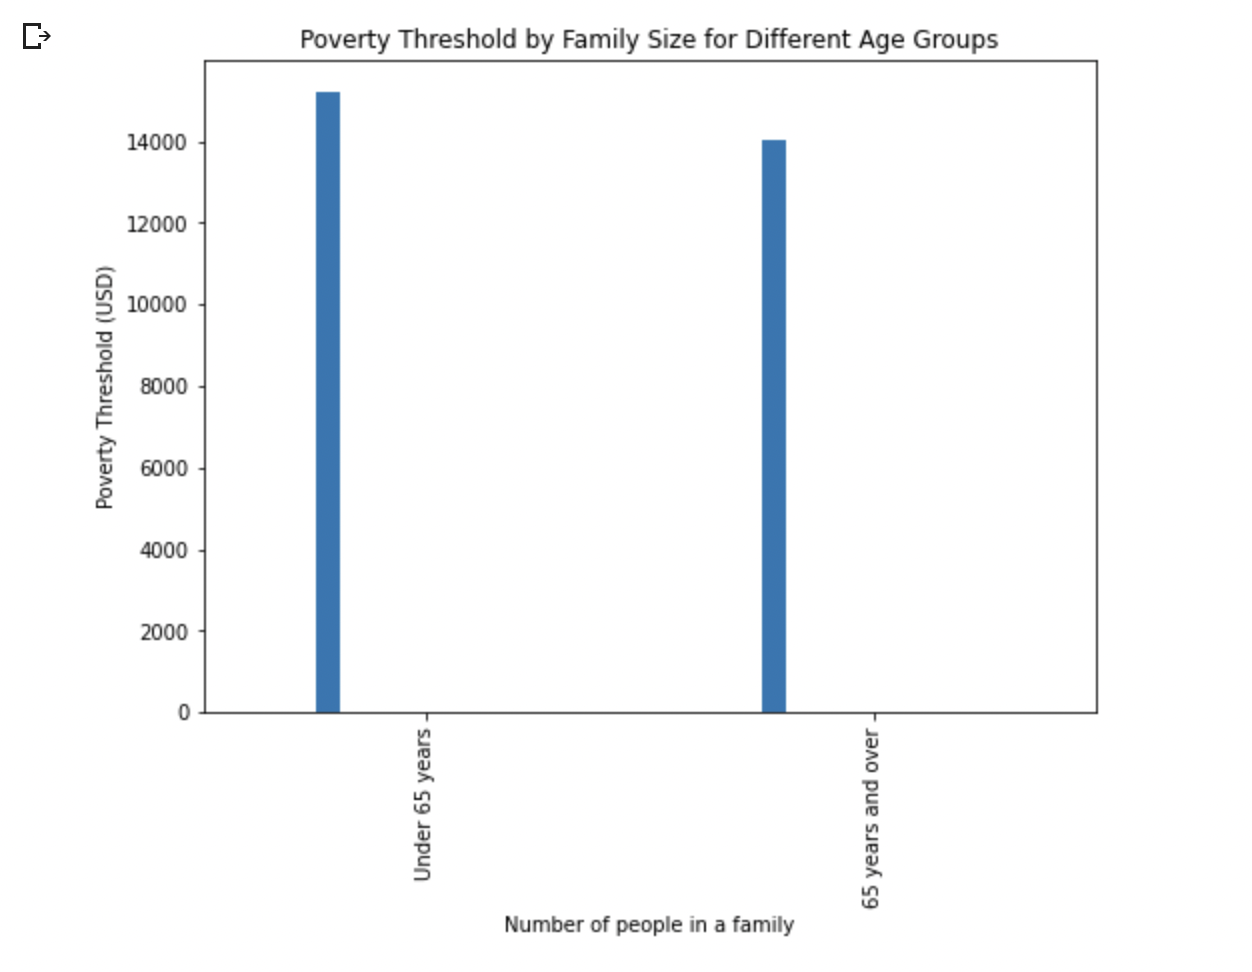 Poverty Threshold by Family Size for Different Age Groups
14000
12000
10000
8000
6000
4000
2000
0
Poverty Threshold (USD)
Under 65 years
65 years and over
Number of people in a family